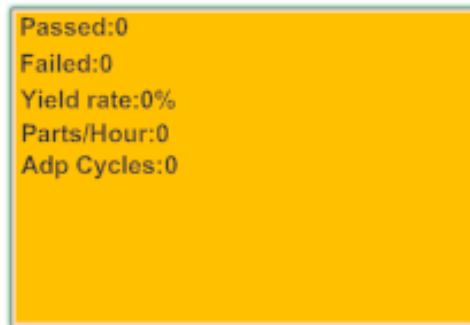 Passed:0
Failed:0
Yield rate:0%
Parts/Hour:0
Adp Cycles:0